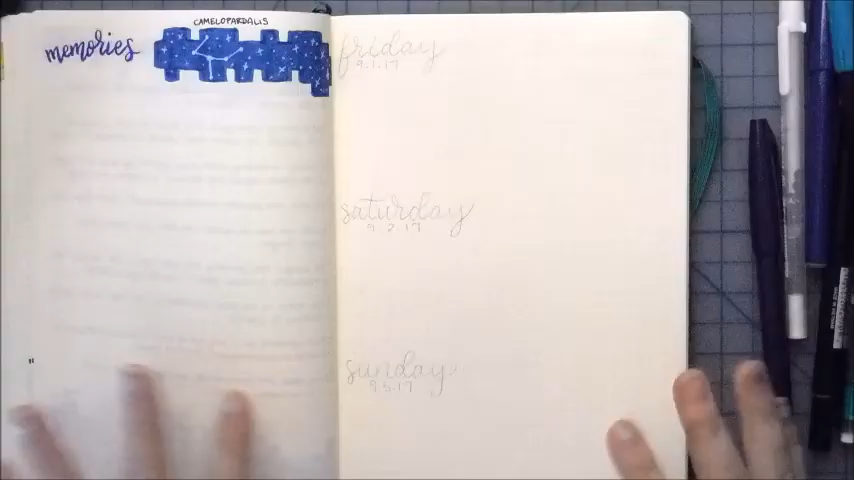 CAMELOPARDALIS
memories
friday
9.1.17
saturday
9.2.17
sunday
9.3.17